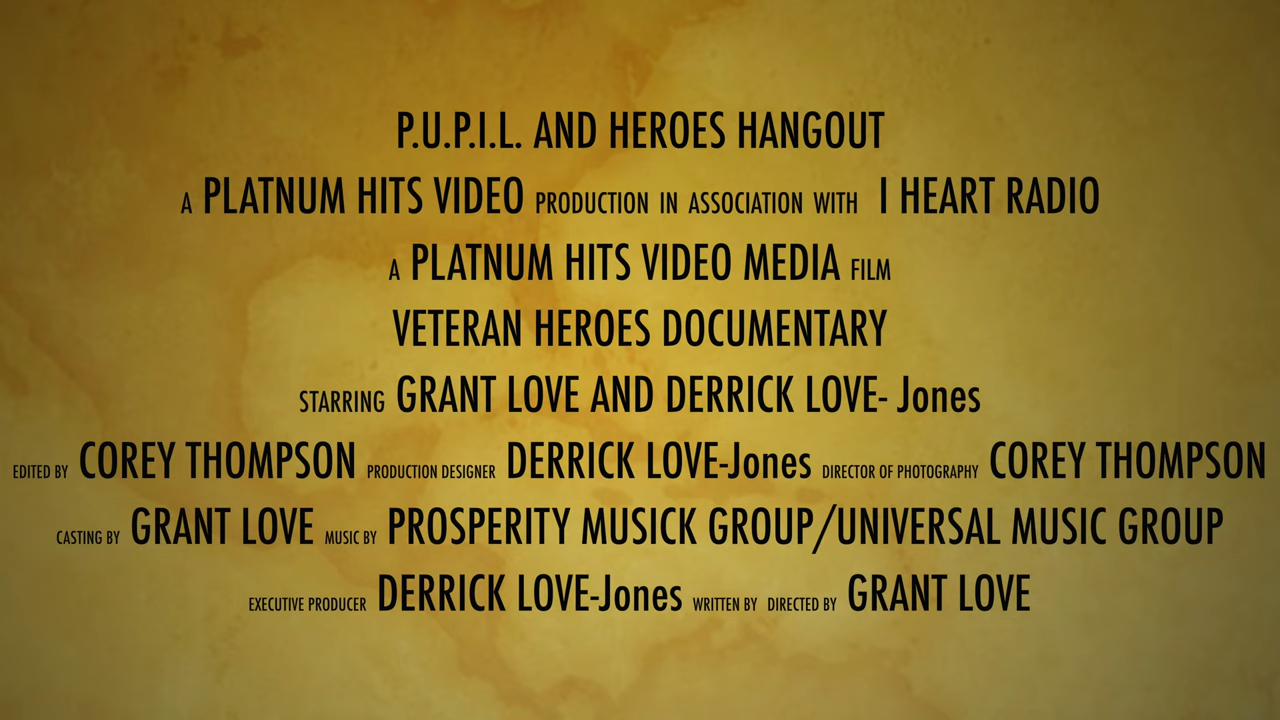 P.U.P.I.L. AND HEROES HANGOUT
A PLATNUM HITS VIDEO PRODUCTION IN ASSOCIATION WITH I HEART RADIO
A PLATNUM HITS VIDEO MEDIA FILM
VETERAN HEROES DOCUMENTARY
STARRING GRANT LOVE AND DERRICK LOVE- Jones
EDITED BY COREY THOMPSON PRODUCTION DESIGNER DERRICK LOVE-Jones DIRECTOR OF PHOTOGRAPHY COREY THOMPSON
CASTING BY GRANT LOVE MUSIC BY PROSPERITY MUSICK GROUP/UNIVERSAL MUSIC GROUP
EXECUTIVE PRODUCER DERRICK LOVE-Jones WRITTEN BY DIRECTED BY GRANT LOVE